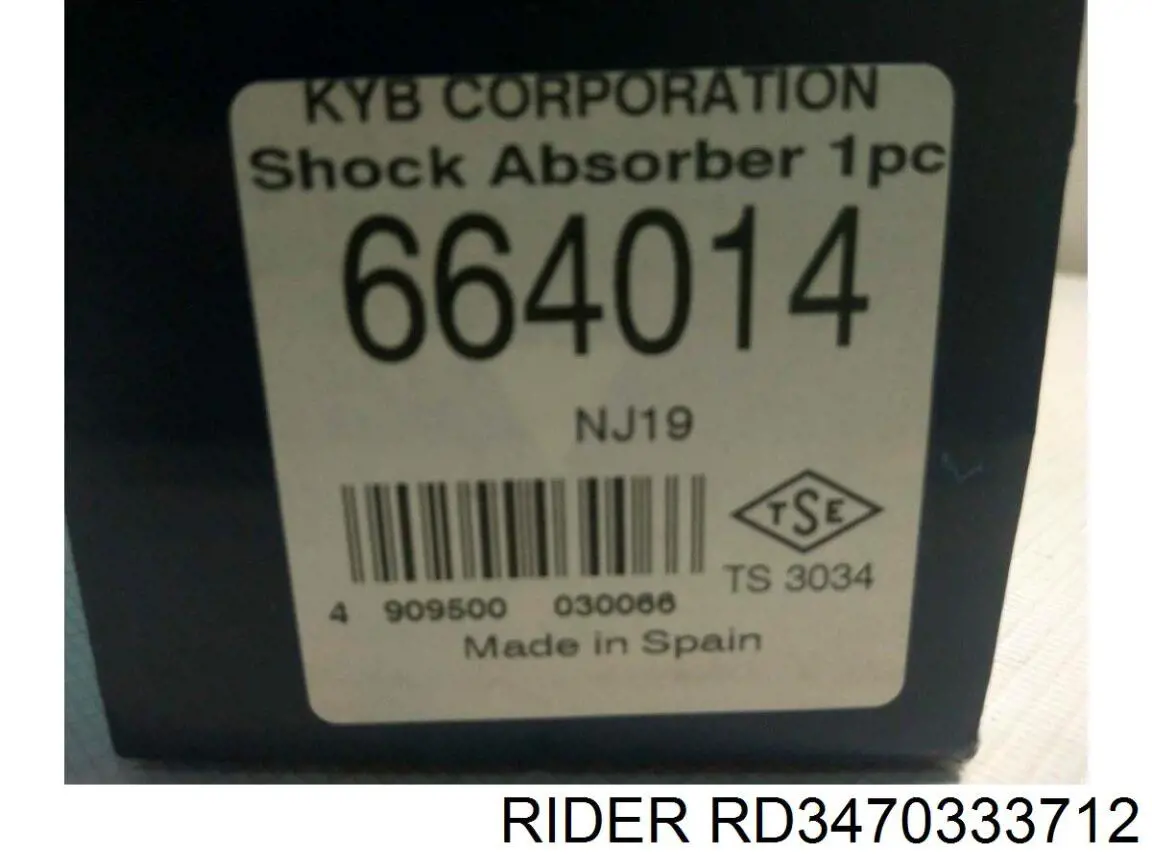 KYB CORPORATION
Shock Absorber 1pc
664014
NJ19
TSE
TS 3034
4 909500 030066
Made in Spain
RIDER RD3470333712